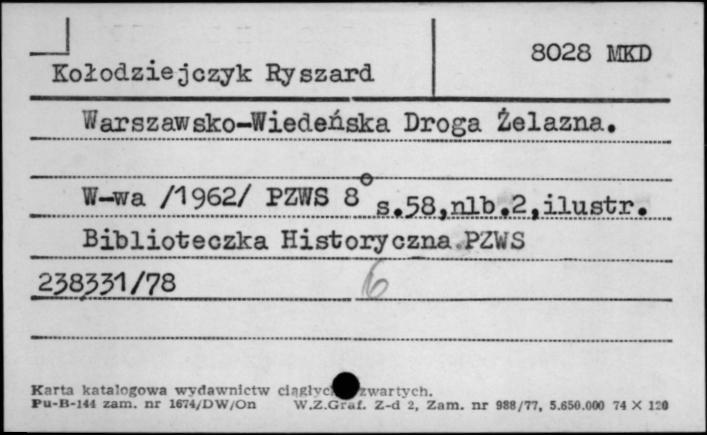 8028 MKD
Kołodziejczyk Ryszard
Warszawsko-Wiedeńska Droga Żelazna.
W-wa /1962/ PZWS 8° s.58,nlb.2,ilustr.
Biblioteczka Historyczna.PZWS
238331/78 6
Karta katalogowa wydawnictw zwartych.
Pu-B-144 zam. nr 1674/DW/On W.Z.Graf. Z-d 2, Zam. nr 988/77, 5.650.000 74 X 120